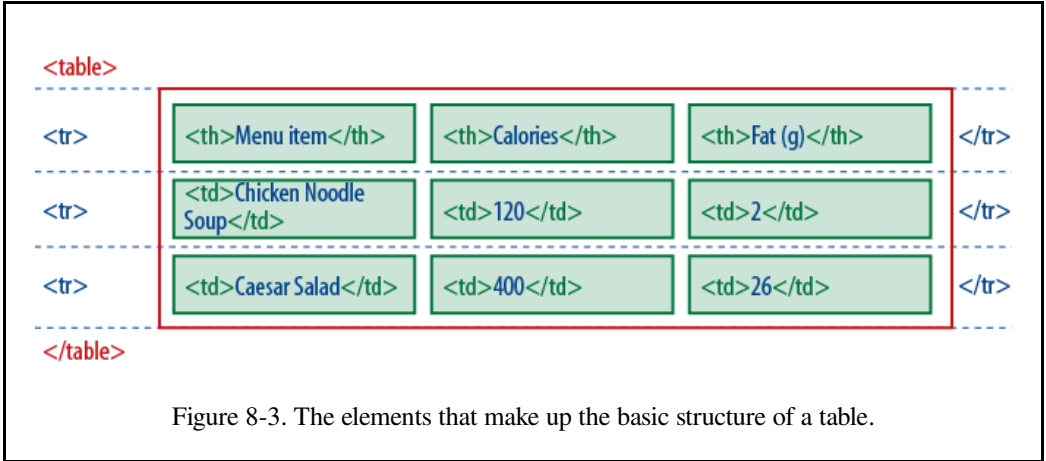 <table>
<tr> <th>Menu item</th> <th>Calories</th> <th>Fat (g)</th> </tr>
<tr> <td>Chicken Noodle
Soup</td> <td>120</td> <td>2</td> </tr>
<tr> <td>Caesar Salad</td> <td>400</td> <td>26</td> </tr>
</table>
Figure 8-3. The elements that make up the basic structure of a table.